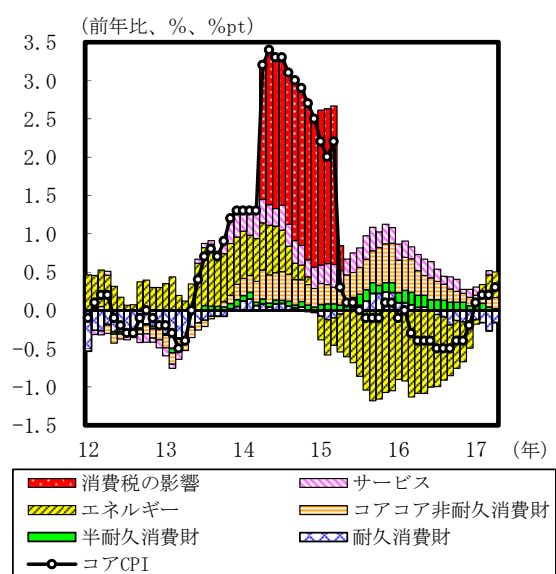 (前年比、%、%pt)
3.5
3.0
2.5
2.0
1.5
1.0
0.5
0.0
−0.5
−1.0
−1.5
12 13 14 15 16 17 (年)
消費税の影響 サービス
エネルギー コアコア非耐久消費財
半耐久消費財 耐久消費財
コアCPI